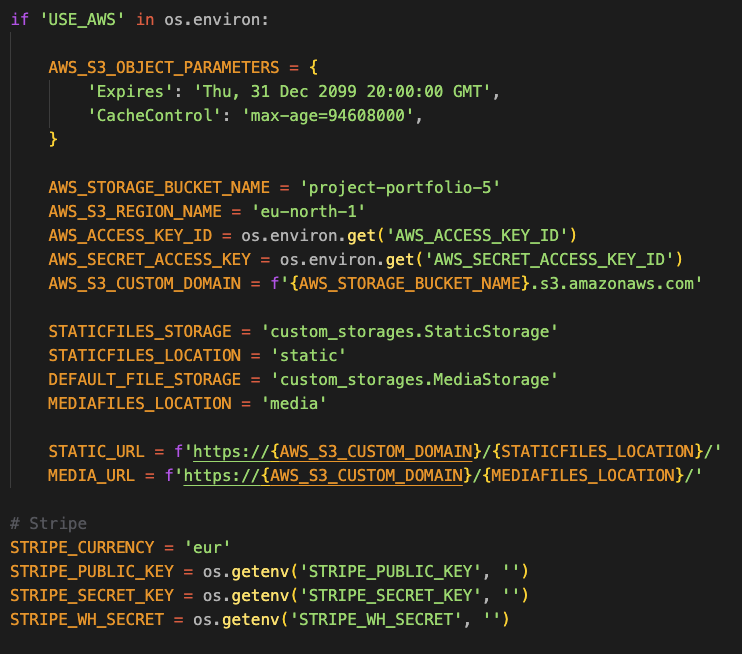 if 'USE_AWS' in os.environ:
AWS_S3_OBJECT_PARAMETERS = {
'Expires': 'Thu, 31 Dec 2099 20:00:00 GMT',
'CacheControl': 'max-age=94608000',
}
AWS_STORAGE_BUCKET_NAME = 'project-portfolio-5'
AWS_S3_REGION_NAME = 'eu-north-1'
AWS_ACCESS_KEY_ID = os.environ.get('AWS_ACCESS_KEY_ID')
AWS_SECRET_ACCESS_KEY = os.environ.get('AWS_SECRET_ACCESS_KEY_ID')
AWS_S3_CUSTOM_DOMAIN = f'{AWS_STORAGE_BUCKET_NAME}.s3.amazonaws.com'
STATICFILES_STORAGE = 'custom_storages.StaticStorage'
STATICFILES_LOCATION = 'static'
DEFAULT_FILE_STORAGE = 'custom_storages.MediaStorage'
MEDIAFILES_LOCATION = 'media'
STATIC_URL = f'https://{AWS_S3_CUSTOM_DOMAIN}/{STATICFILES_LOCATION}/'
MEDIA_URL = f'https://{AWS_S3_CUSTOM_DOMAIN}/{MEDIAFILES_LOCATION}/'
# Stripe
STRIPE_CURRENCY = 'eur'
STRIPE_PUBLIC_KEY = os.getenv('STRIPE_PUBLIC_KEY', '')
STRIPE_SECRET_KEY = os.getenv('STRIPE_SECRET_KEY', '')
STRIPE_WH_SECRET = os.getenv('STRIPE_WH_SECRET', '')